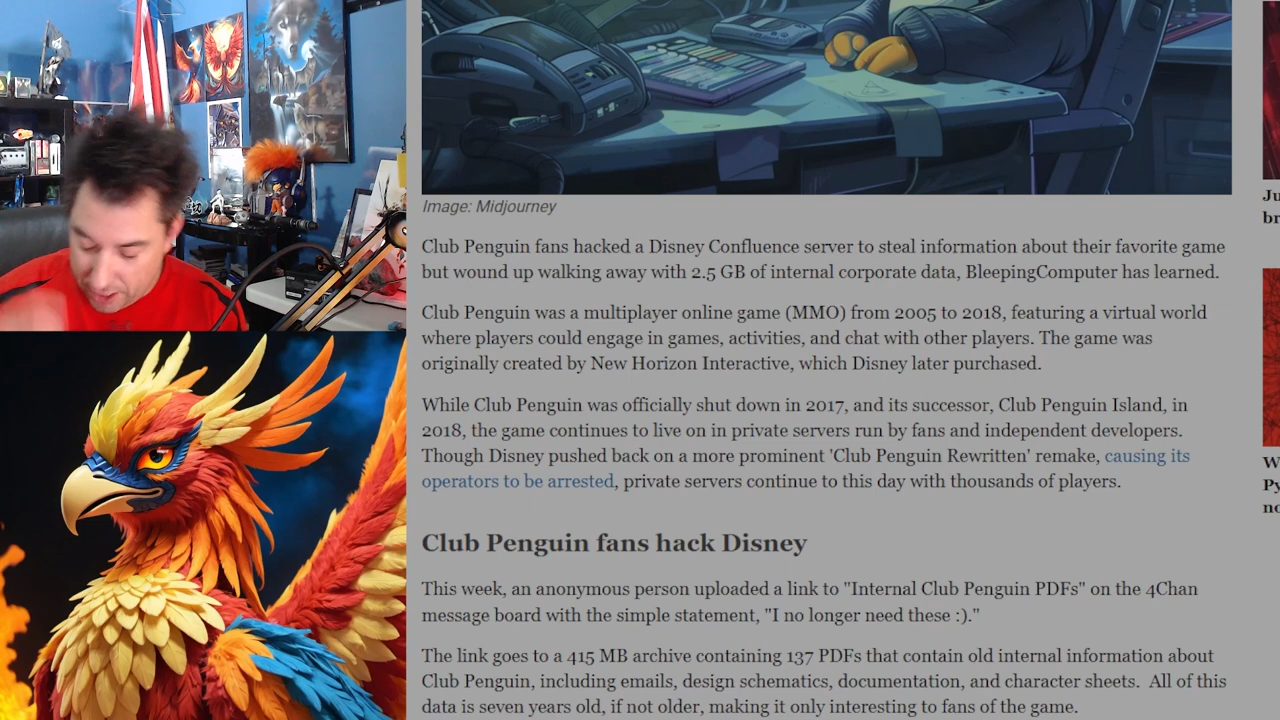 Image: Midjourney
Club Penguin fans hacked a Disney Confluence server to steal information about their favorite game
but wound up walking away with 2.5 GB of internal corporate data, BleepingComputer has learned.
Club Penguin was a multiplayer online game (MMO) from 2005 to 2018, featuring a virtual world
where players could engage in games, activities, and chat with other players. The game was
originally created by New Horizon Interactive, which Disney later purchased.
While Club Penguin was officially shut down in 2017, and its successor, Club Penguin Island, in
2018, the game continues to live on in private servers run by fans and independent developers.
Though Disney pushed back on a more prominent 'Club Penguin Rewritten' remake, causing its
operators to be arrested, private servers continue to this day with thousands of players.
Club Penguin fans hack Disney
This week, an anonymous person uploaded a link to "Internal Club Penguin PDFs" on the 4Chan
message board with the simple statement, "I no longer need these :)."
The link goes to a 415 MB archive containing 137 PDFs that contain old internal information about
Club Penguin, including emails, design schematics, documentation, and character sheets.  All of this
data is seven years old, if not older, making it only interesting to fans of the game.